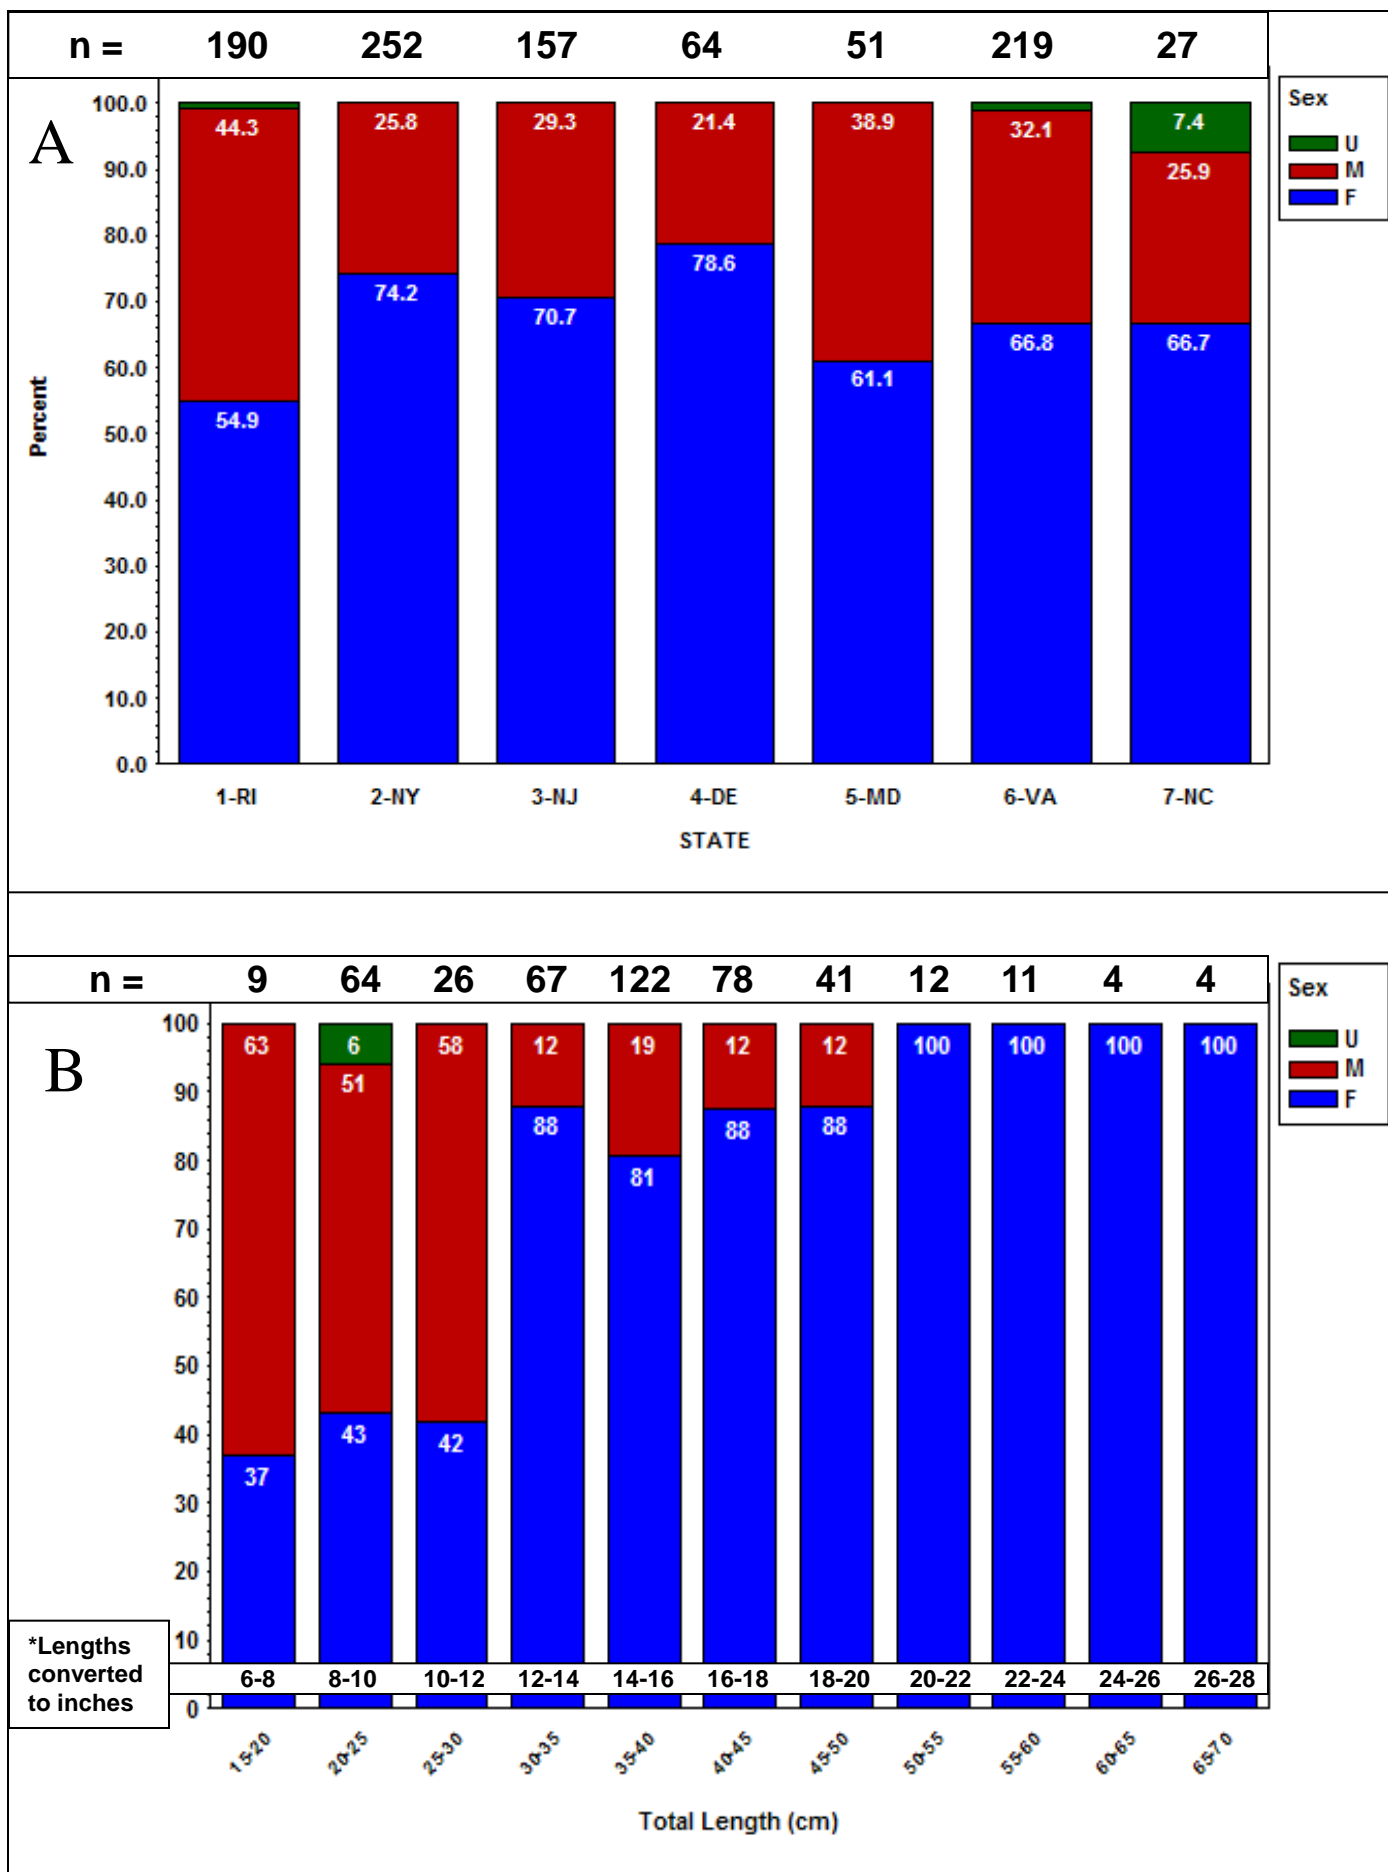 n = 190 252 157 64 51 219 27
Sex
U
M
F
A
100.0
90.0
80.0
70.0
60.0
50.0
40.0
30.0
20.0
10.0
0.0
Percent
44.3 25.8 29.3 21.4 38.9 32.1 7.4
25.9
54.9 74.2 70.7 78.6 61.1 66.8 66.7
1-RI 2-NY 3-NJ 4-DE 5-MD 6-VA 7-NC
STATE
n = 9 64 26 67 122 78 41 12 11 4 4
Sex
U
M
F
B
100
90
80
70
60
50
40
30
20
10
0
63 6 58 12 19 12 12 100 100 100 100
51
88 81 88 88
37 43 42
*Lengths
converted
to inches
6-8 8-10 10-12 12-14 14-16 16-18 18-20 20-22 22-24 24-26 26-28
15-20 20-25 25-30 30-35 35-40 40-45 45-50 50-55 55-60 60-65 65-70
Total Length (cm)